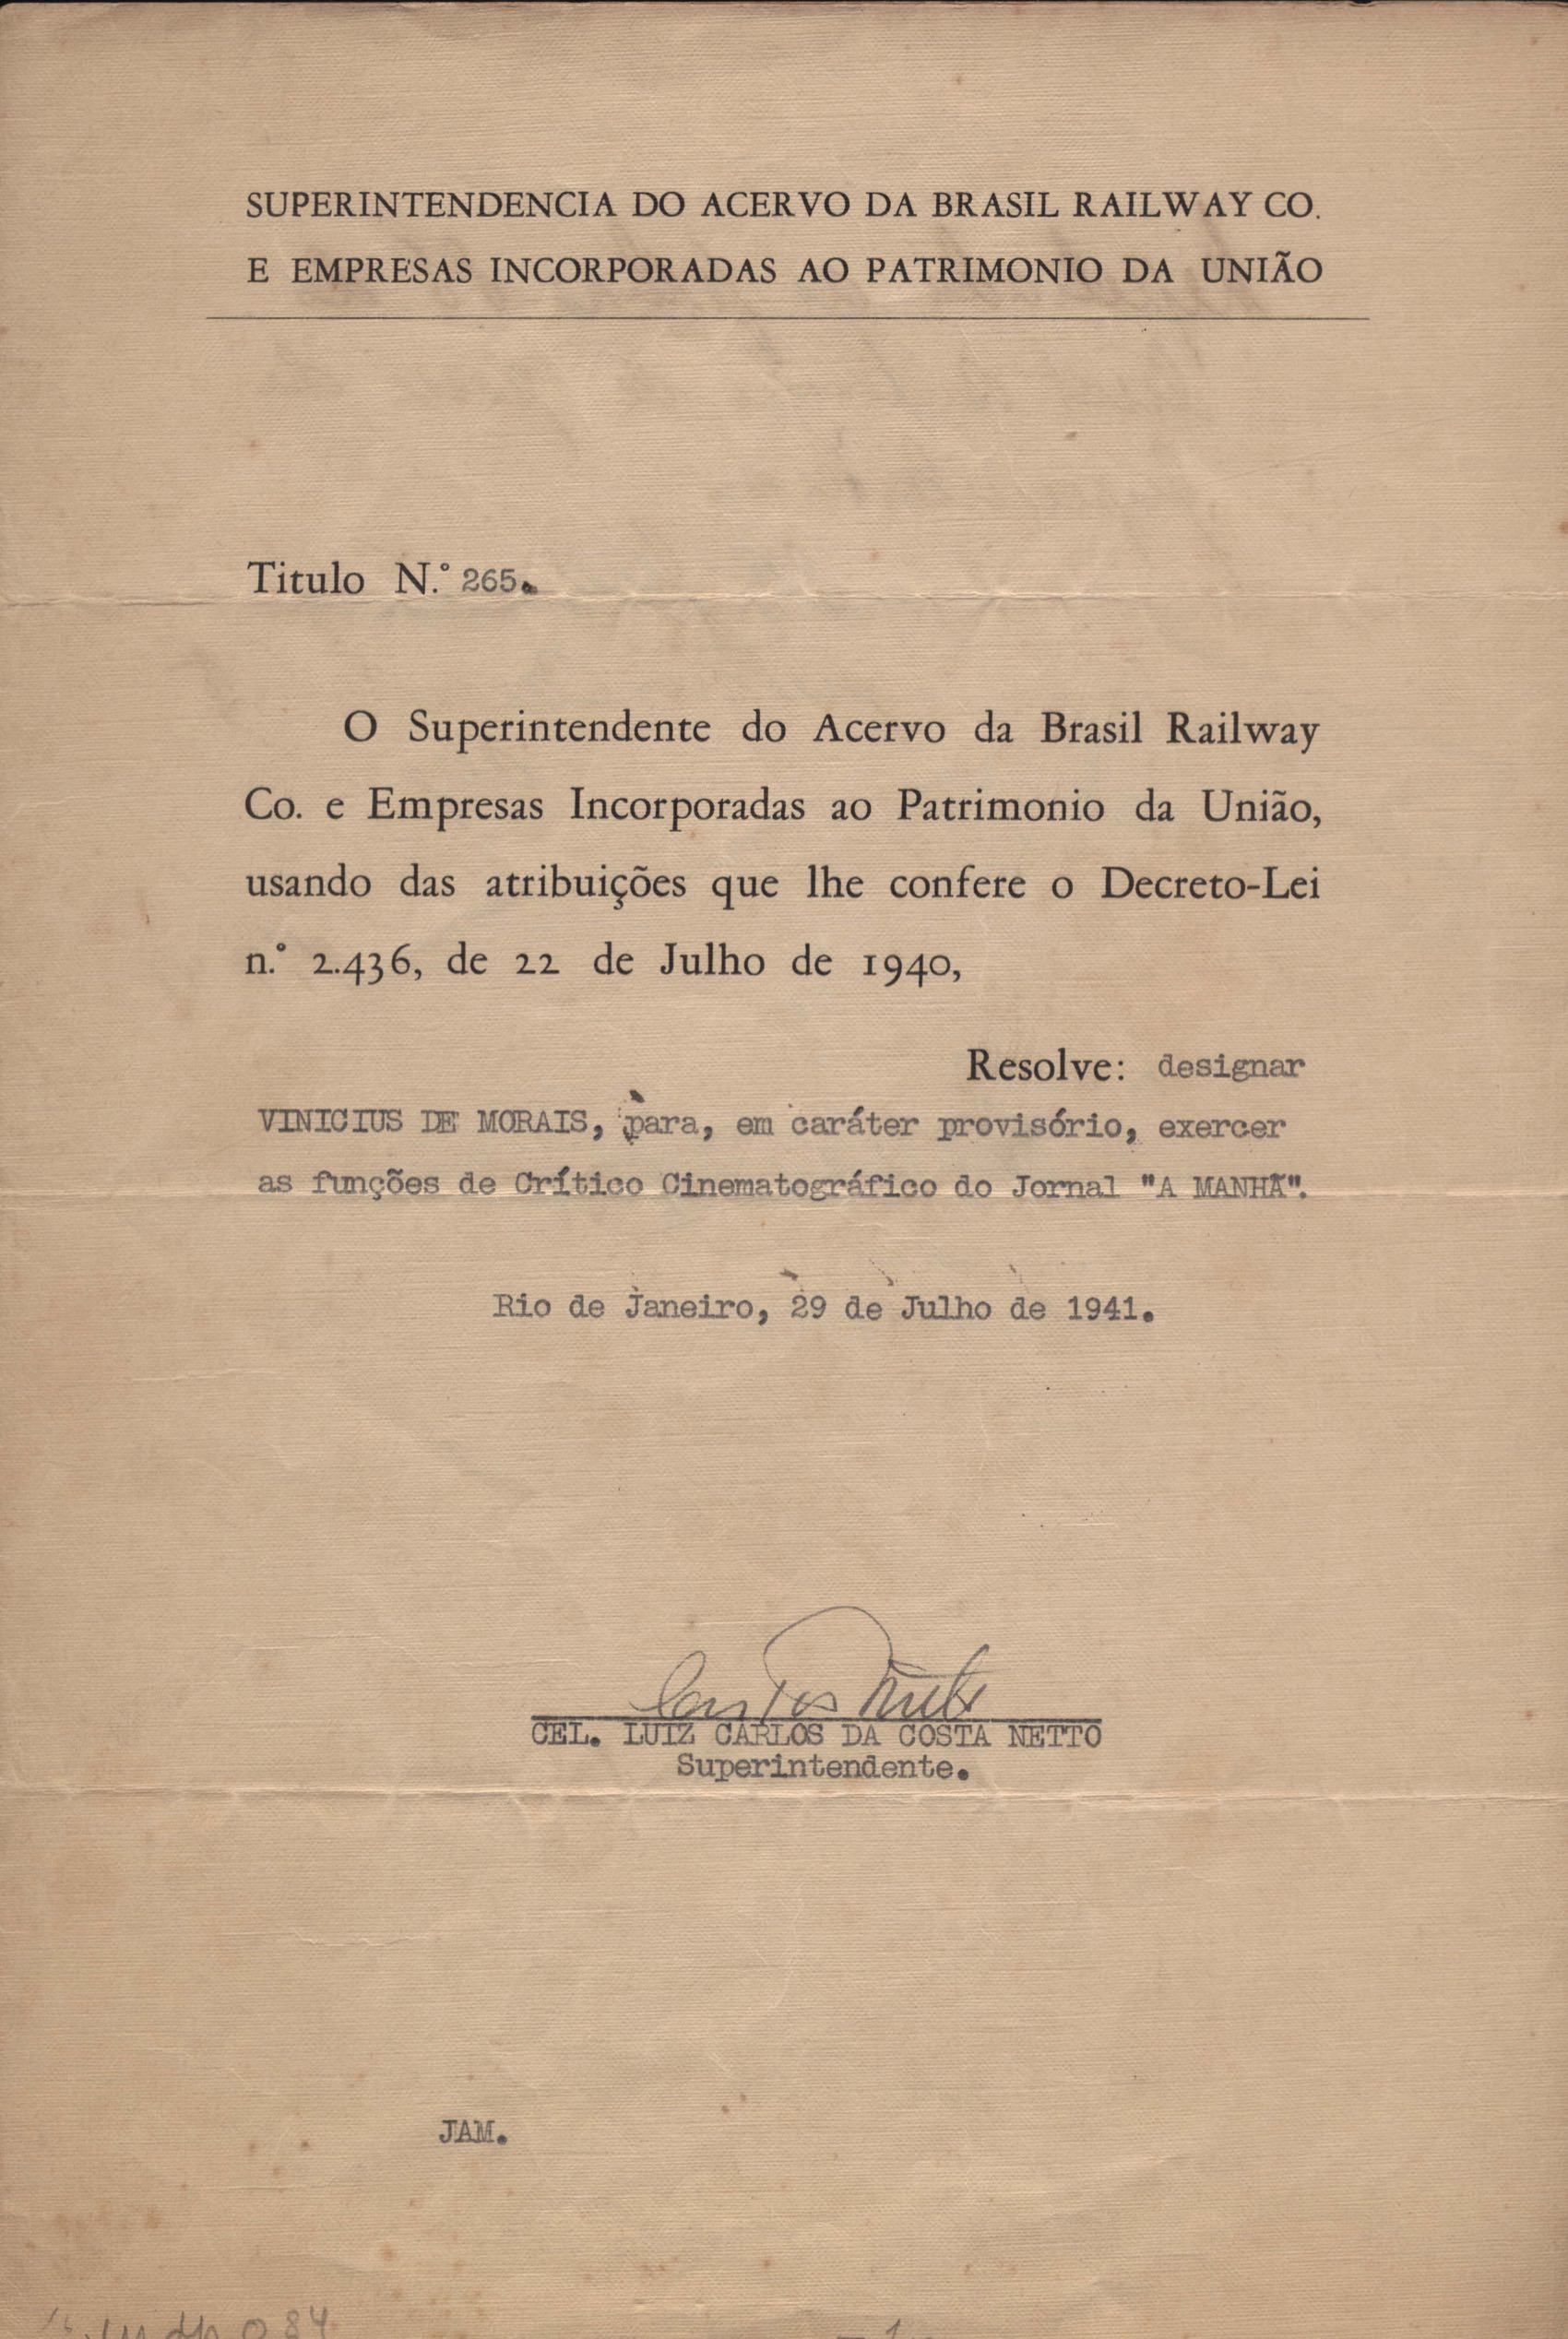 SUPERINTENDENCIA DO ACERVO DA BRASIL RAILWAY CO.
E EMPRESAS INCORPORADAS AO PATRIMONIO DA UNIÃO
Titulo N.º 265.
O Superintendente do Acervo da Brasil Railway
Co. e Empresas Incorporadas ao Patrimonio da União,
usando das atribuições que lhe confere o Decreto-Lei
n.º 2.436, de 22 de Julho de 1940,
Resolve: designar
VINICIUS DE MORAIS, para, em caráter provisório, exercer
as funções de Crítico Cinematográfico do Jornal "A MANHÃ".
Rio de Janeiro, 29 de Julho de 1941.
CEL. LUIZ CARLOS DA COSTA NETTO
Superintendente.
JAM.
084